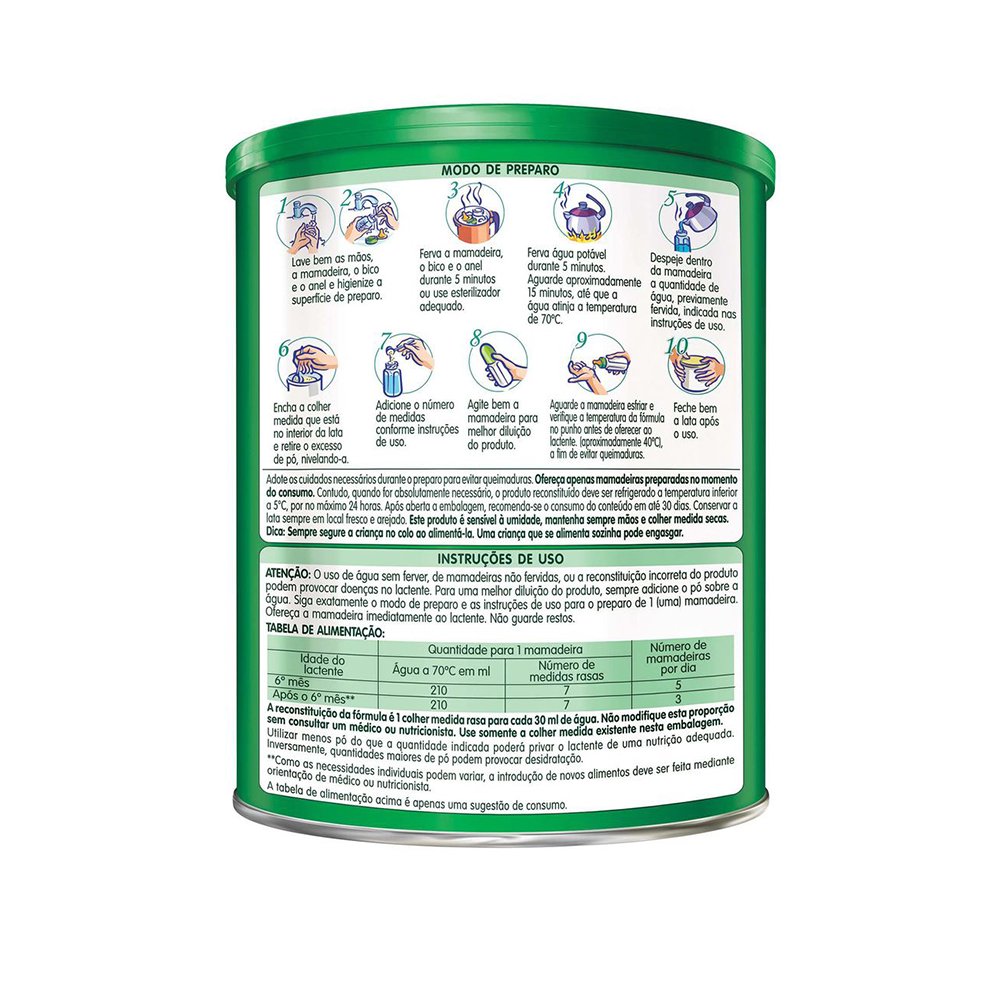 MODO DE PREPARO
1
2
3
4
5
Lave bem as mãos,
a mamadeira, o bico
e o anel e higienize a
superfície de preparo.
Ferva a mamadeira,
o bico e o anel
durante 5 minutos
ou use esterilizador
adequado.
Ferva água potável
durante 5 minutos.
Aguarde aproximadamente
15 minutos, até que a
água atinja a temperatura
de 70ºC.
Despeje dentro
da mamadeira
a quantidade de
água, previamente
fervida, indicada nas
instruções de uso.
6
7
8
9
10
Encha a colher
medida que está
no interior da lata
e retire o excesso
de pó, nivelando-a.
Adicione o número
de medidas
conforme instruções
de uso.
Agite bem a
mamadeira para
melhor diluição
do produto.
Aguarde a mamadeira esfriar e
verifique a temperatura da fórmula
no punho antes de oferecer ao
lactente. (aproximadamente 40ºC),
a fim de evitar queimaduras.
Feche bem
a lata após
o uso.
Adote os cuidados necessários durante o preparo para evitar queimaduras. Ofereça apenas mamadeiras preparadas no momento
do consumo. Contudo, quando for absolutamente necessário, o produto reconstituído deve ser refrigerado a temperatura inferior
a 5°C, por no máximo 24 horas. Após aberta a embalagem, recomenda-se o consumo do conteúdo em até 30 dias. Conservar a
lata sempre em local fresco e arejado. Este produto é sensível à umidade, mantenha sempre mãos e colher medida secas.
Dica: Sempre segure a criança no colo ao alimentá-la. Uma criança que se alimenta sozinha pode engasgar.
INSTRUÇÕES DE USO
ATENÇÃO: O uso de água sem ferver, de mamadeiras não fervidas, ou a reconstituição incorreta do produto
podem provocar doenças no lactente. Para uma melhor diluição do produto, sempre adicione o pó sobre a
água. Siga exatamente o modo de preparo e as instruções de uso para o preparo de 1 (uma) mamadeira.
Ofereça a mamadeira imediatamente ao lactente. Não guarde restos.
TABELA DE ALIMENTAÇÃO:
Idade do
lactente
Quantidade para 1 mamadeira
Água a 70ºC em ml
Número de
medidas rasas
Número de
mamadeiras
por dia
6º mês 210 7 5
Após o 6º mês** 210 7 3
A reconstituição da fórmula é 1 colher medida rasa para cada 30 ml de água. Não modifique esta proporção
sem consultar um médico ou nutricionista. Use somente a colher medida existente nesta embalagem.
Utilizar menos pó do que a quantidade indicada poderá privar o lactente de uma nutrição adequada.
Inversamente, quantidades maiores de pó podem provocar desidratação.
**Como as necessidades individuais podem variar, a introdução de novos alimentos deve ser feita mediante
orientação de médico ou nutricionista.
A tabela de alimentação acima é apenas uma sugestão de consumo.